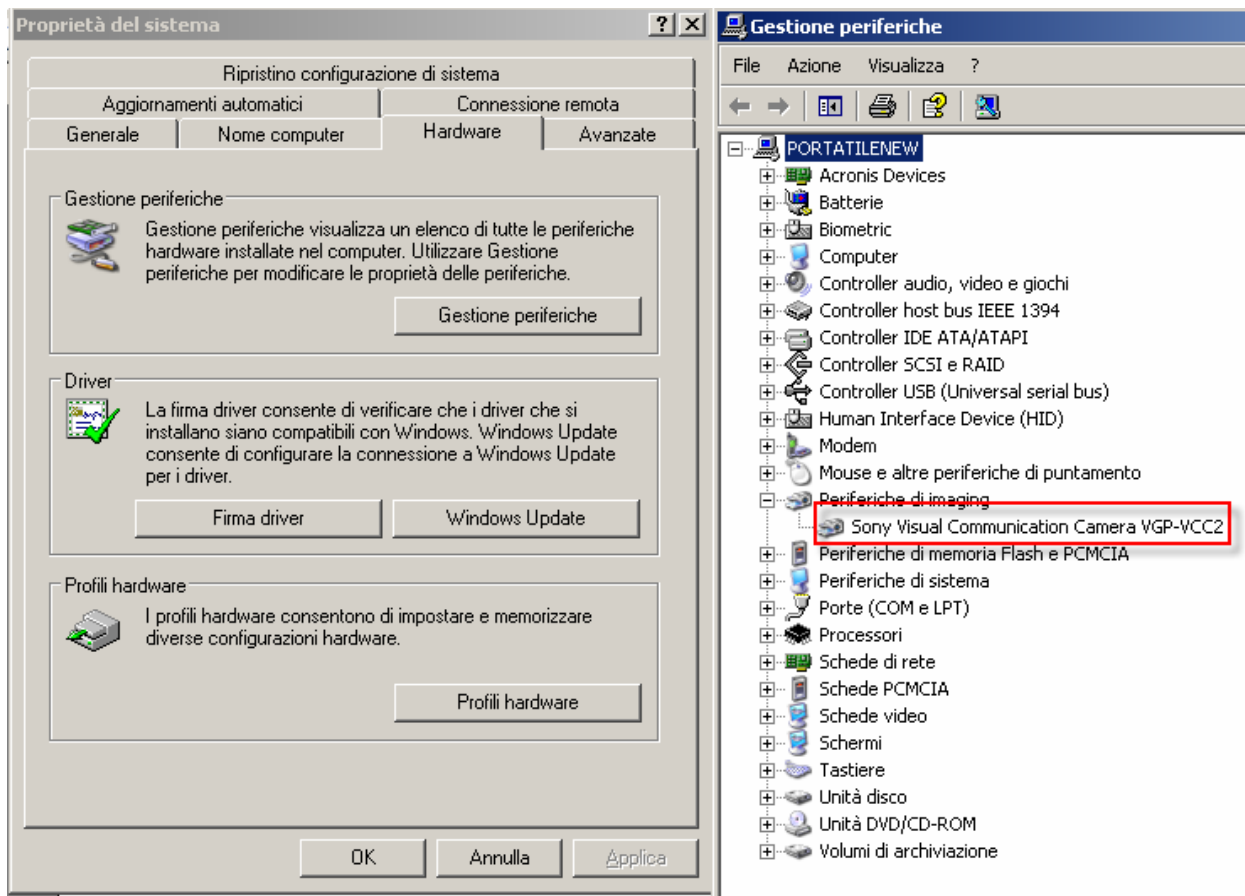 Proprietà del sistema
Ripristino configurazione di sistema
Aggiornamenti automatici
Connessione remota
Generale
Nome computer
Hardware
Avanzate
Gestione periferiche
Gestione periferiche visualizza un elenco di tutte le periferiche
hardware installate nel computer. Utilizzare Gestione
periferiche per modificare le proprietà delle periferiche.
Gestione periferiche
Driver
La firma driver consente di verificare che i driver che si
installano siano compatibili con Windows. Windows Update
consente di configurare la connessione a Windows Update
per i driver.
Firma driver
Windows Update
Profili hardware
I profili hardware consentono di impostare e memorizzare
diverse configurazioni hardware.
Profili hardware
OK
Annulla
Applica
Gestione periferiche
File Azione Visualizza ?
PORTATILENEW
Acronis Devices
Batterie
Biometric
Computer
Controller audio, video e giochi
Controller host bus IEEE 1394
Controller IDE ATA/ATAPI
Controller SCSI e RAID
Controller USB (Universal serial bus)
Human Interface Device (HID)
Modem
Mouse e altre periferiche di puntamento
Periferiche di imaging
Sony Visual Communication Camera VGP-VCC2
Periferiche di memoria Flash e PCMCIA
Periferiche di sistema
Porte (COM e LPT)
Processori
Schede di rete
Schede PCMCIA
Schede video
Schermi
Tastiere
Unità disco
Unità DVD/CD-ROM
Volumi di archiviazione